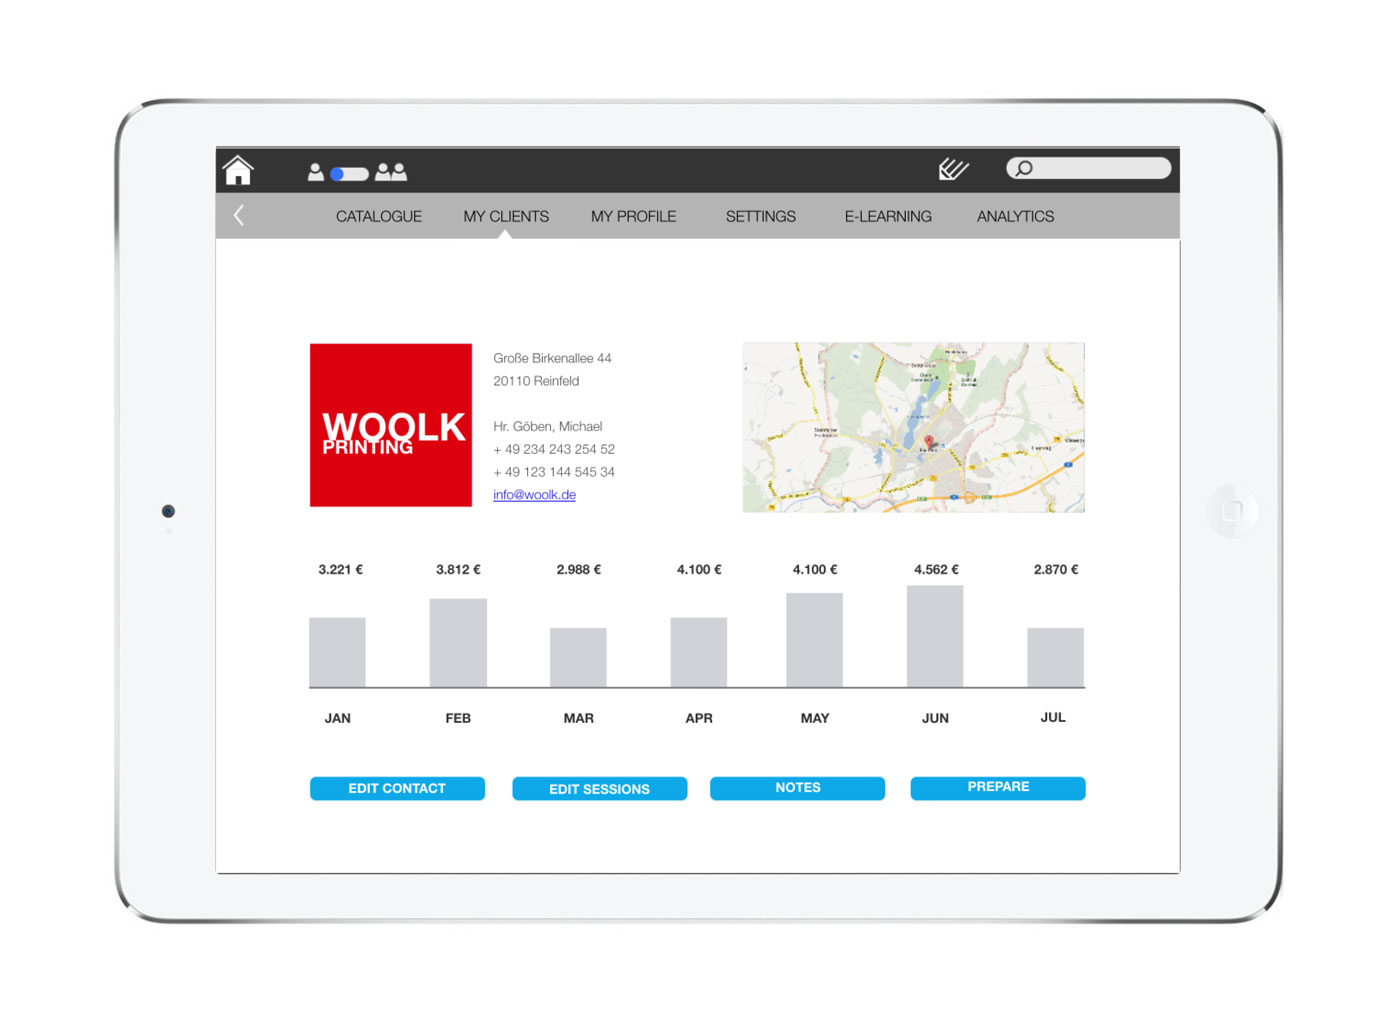 CATALOGUE MY CLIENTS MY PROFILE SETTINGS E-LEARNING ANALYTICS
WOOLK
PRINTING
Große Birkenallee 44
20110 Reinfeld
Hr. Göben, Michael
+ 49 234 243 254 52
+ 49 123 144 545 34
info@woolk.de
3.221 € 3.812 € 2.988 € 4.100 € 4.100 € 4.562 € 2.870 €
JAN FEB MAR APR MAY JUN JUL
EDIT CONTACT EDIT SESSIONS NOTES PREPARE